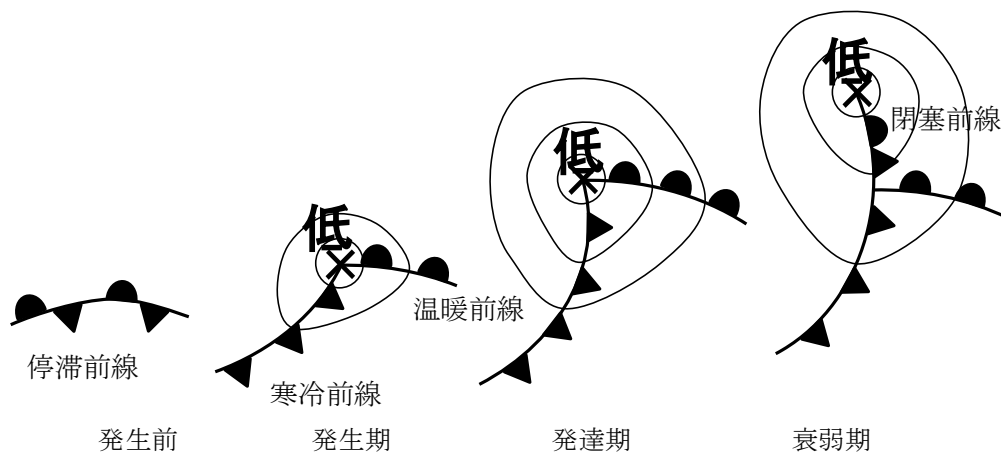 低
閉塞前線
低
低
温暖前線
停滞前線
寒冷前線
発生前
発生期
発達期
衰弱期